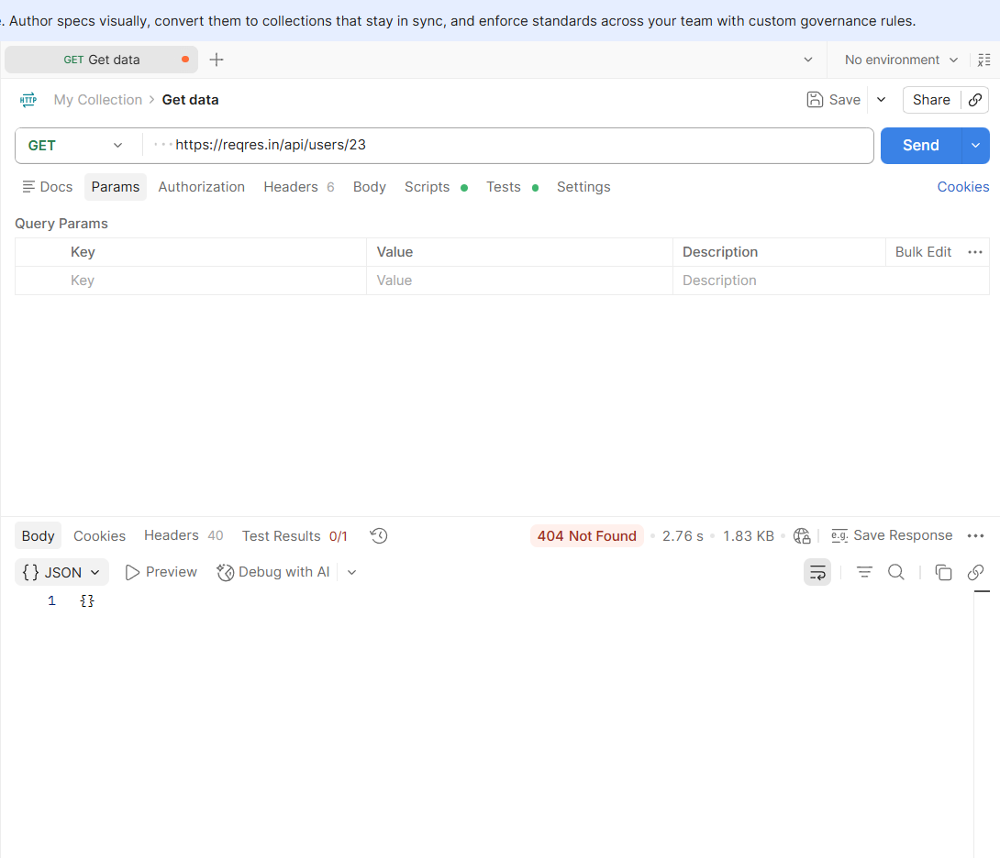 . Author specs visually, convert them to collections that stay in sync, and enforce standards across your team with custom governance rules.
GET Get data
No environment
HTTP My Collection > Get data Save Share
GET https://reqres.in/api/users/23 Send
Docs Params Authorization Headers 6 Body Scripts Tests Settings Cookies
Query Params
Key Value Description Bulk Edit
Key Value Description
Body Cookies Headers 40 Test Results 0/1 404 Not Found 2.76 s 1.83 KB e.g. Save Response
{} JSON Preview Debug with AI
1 {}